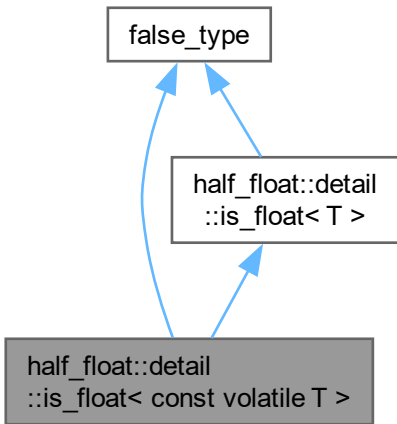 false_type
half_float::detail
::is_float< T >
half_float::detail
::is_float< const volatile T >